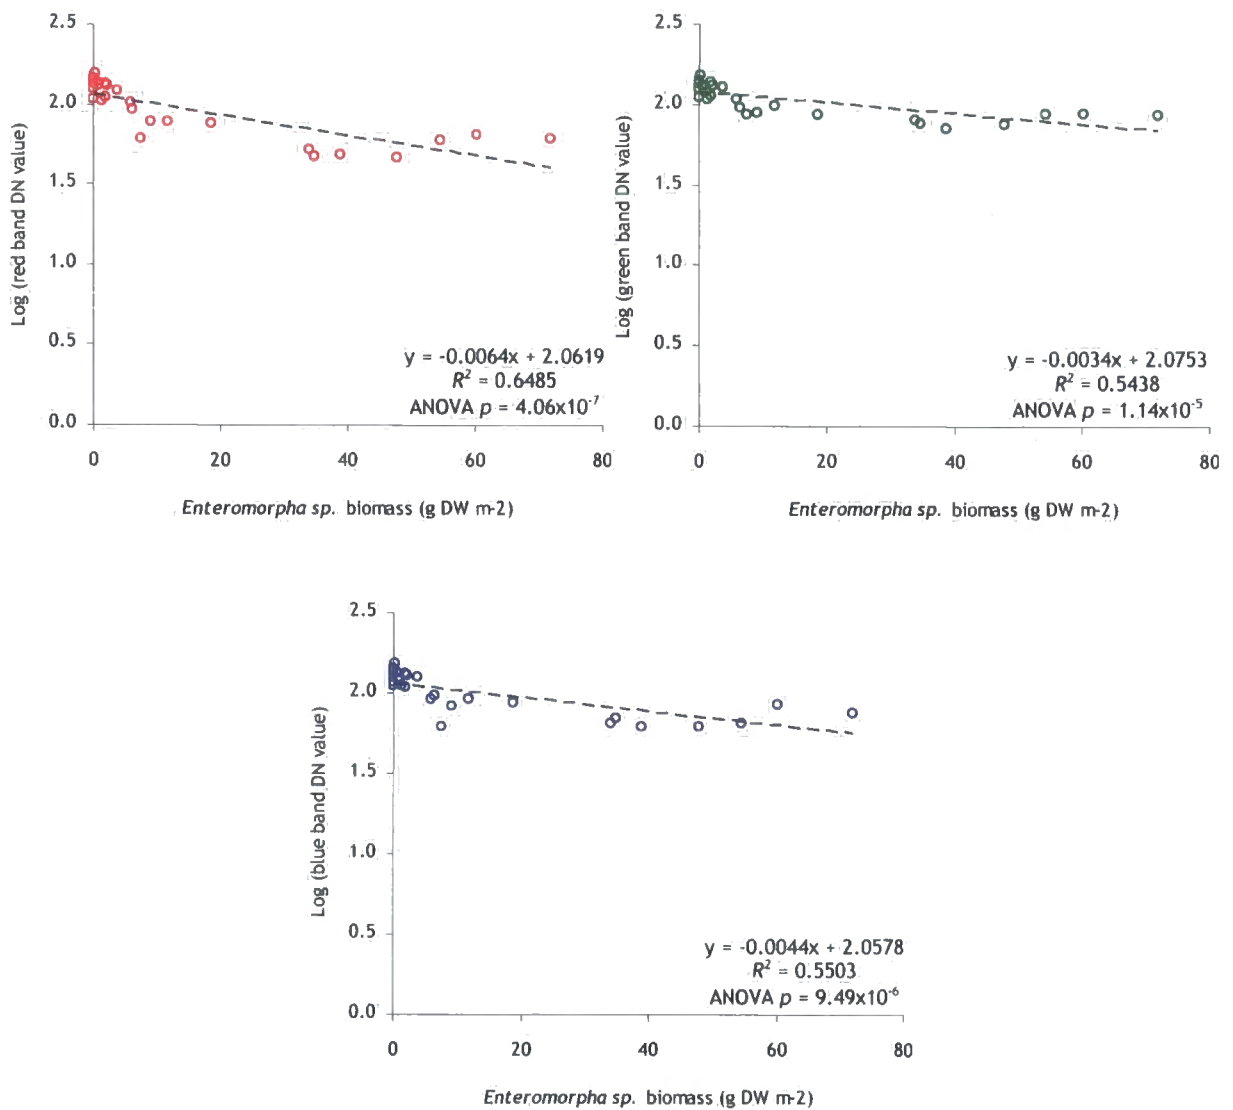 2.5
2.0
1.5
1.0
0.5
0.0
Log (red band DN value)
y = -0.0064x + 2.0619
R² = 0.6485
ANOVA p = 4.06x10⁻⁷
0 20 40 60 80
Enteromorpha sp. biomass (g DW m-2)
2.5
2.0
1.5
1.0
0.5
0.0
Log (green band DN value)
y = -0.0034x + 2.0753
R² = 0.5438
ANOVA p = 1.14x10⁻⁵
0 20 40 60 80
Enteromorpha sp. biomass (g DW m-2)
2.5
2.0
1.5
1.0
0.5
0.0
Log (blue band DN value)
y = -0.0044x + 2.0578
R² = 0.5503
ANOVA p = 9.49x10⁻⁶
0 20 40 60 80
Enteromorpha sp. biomass (g DW m-2)